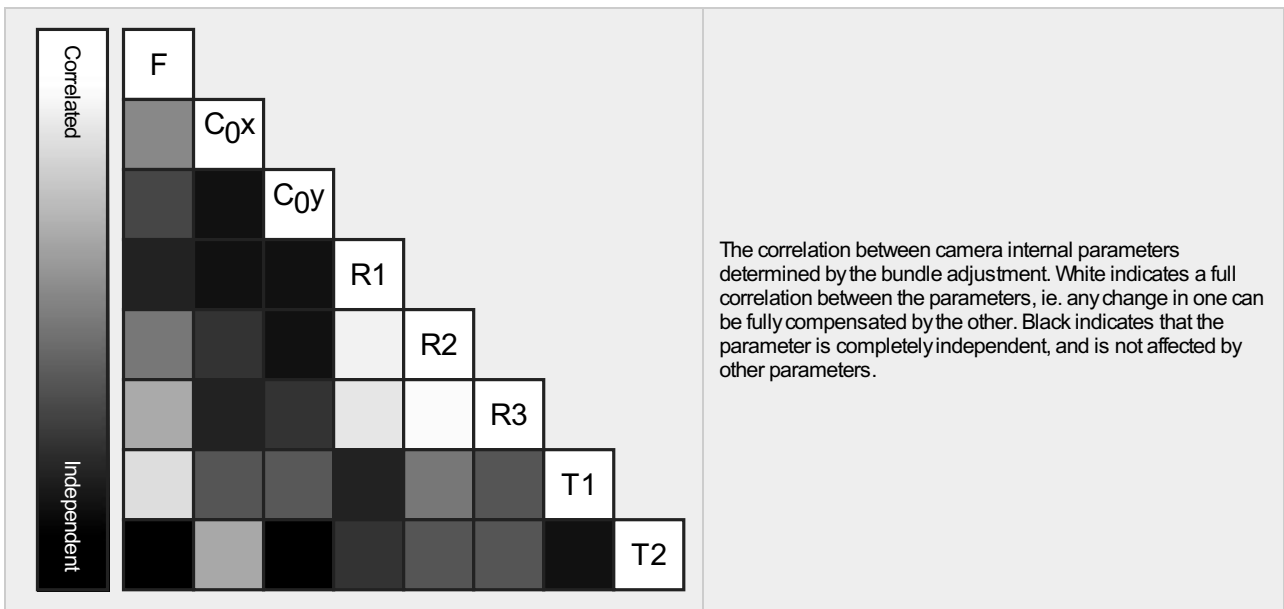 Correlated
Independent
F
C0x
C0y
R1
R2
R3
T1
T2
The correlation between camera internal parameters
determined by the bundle adjustment. White indicates a full
correlation between the parameters, ie. any change in one can
be fully compensated by the other. Black indicates that the
parameter is completely independent, and is not affected by
other parameters.